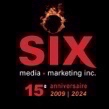 SIX
media - marketing inc.
15e anniversaire
2009 | 2024